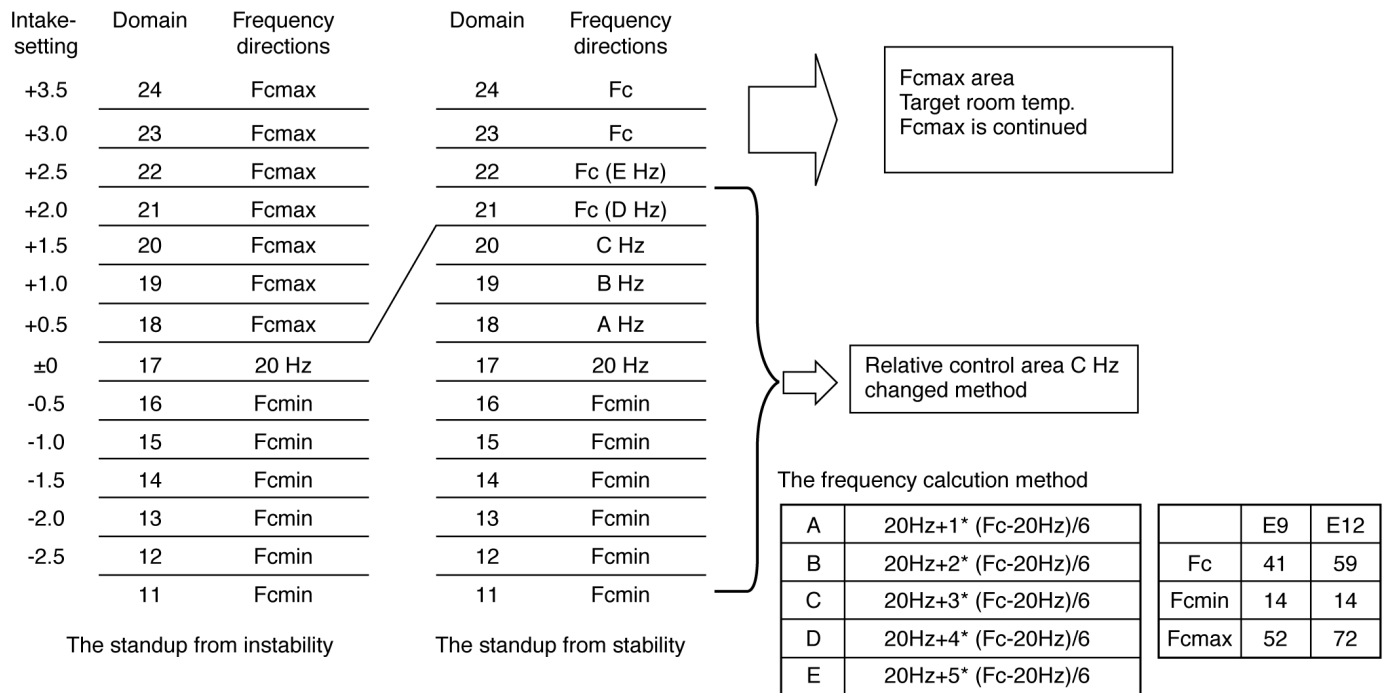 Intake- Domain Frequency Domain Frequency
setting directions directions
+3.5 24 Fcmax 24 Fc
+3.0 23 Fcmax 23 Fc
+2.5 22 Fcmax 22 Fc (E Hz)
+2.0 21 Fcmax 21 Fc (D Hz)
+1.5 20 Fcmax 20 C Hz
+1.0 19 Fcmax 19 B Hz
+0.5 18 Fcmax 18 A Hz
±0 17 20 Hz 17 20 Hz
-0.5 16 Fcmin 16 Fcmin
-1.0 15 Fcmin 15 Fcmin
-1.5 14 Fcmin 14 Fcmin
-2.0 13 Fcmin 13 Fcmin
-2.5 12 Fcmin 12 Fcmin
11 Fcmin 11 Fcmin
The standup from instability The standup from stability
Fcmax area
Target room temp.
Fcmax is continued
Relative control area C Hz
changed method
The frequency calcution method
A 20Hz+1* (Fc-20Hz)/6
B 20Hz+2* (Fc-20Hz)/6
C 20Hz+3* (Fc-20Hz)/6
D 20Hz+4* (Fc-20Hz)/6
E 20Hz+5* (Fc-20Hz)/6
E9 E12
Fc 41 59
Fcmin 14 14
Fcmax 52 72